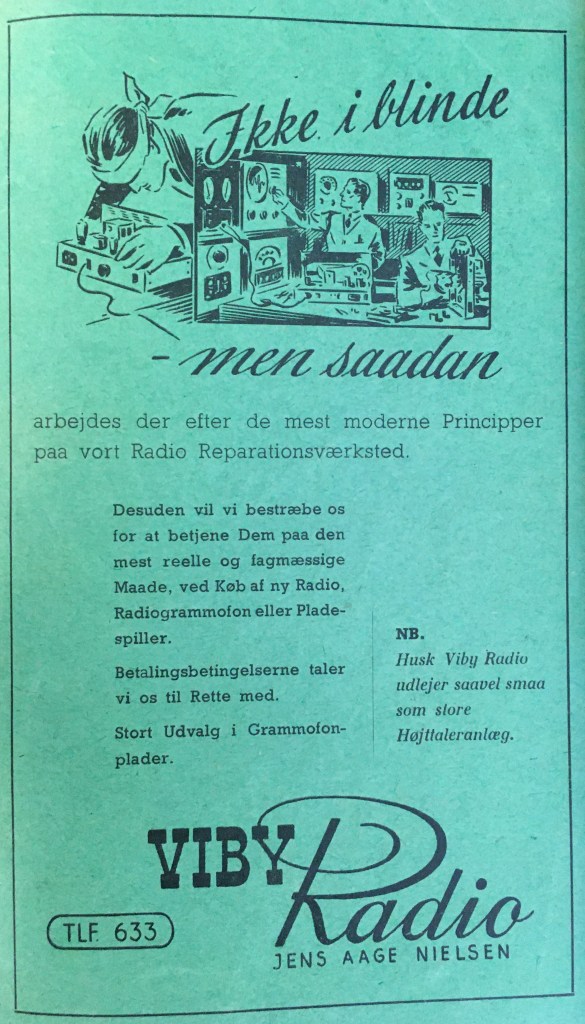 Ikke i blinde
- men saadan
arbejdes der efter de mest moderne Principper
paa vort Radio Reparationsværksted.
Desuden vil vi bestræbe os
for at betjene Dem paa den
mest reelle og fagmæssige
Maade, ved Køb af ny Radio,
Radiogrammofon eller Plade-
spiller.
Betalingsbetingelserne taler
vi os til Rette med.
Stort Udvalg i Grammofon-
plader.
NB.
Husk Viby Radio
udlejer saavel smaa
som store
Højttaleranlæg.
VIBY Radio
TLF. 633
JENS AAGE NIELSEN